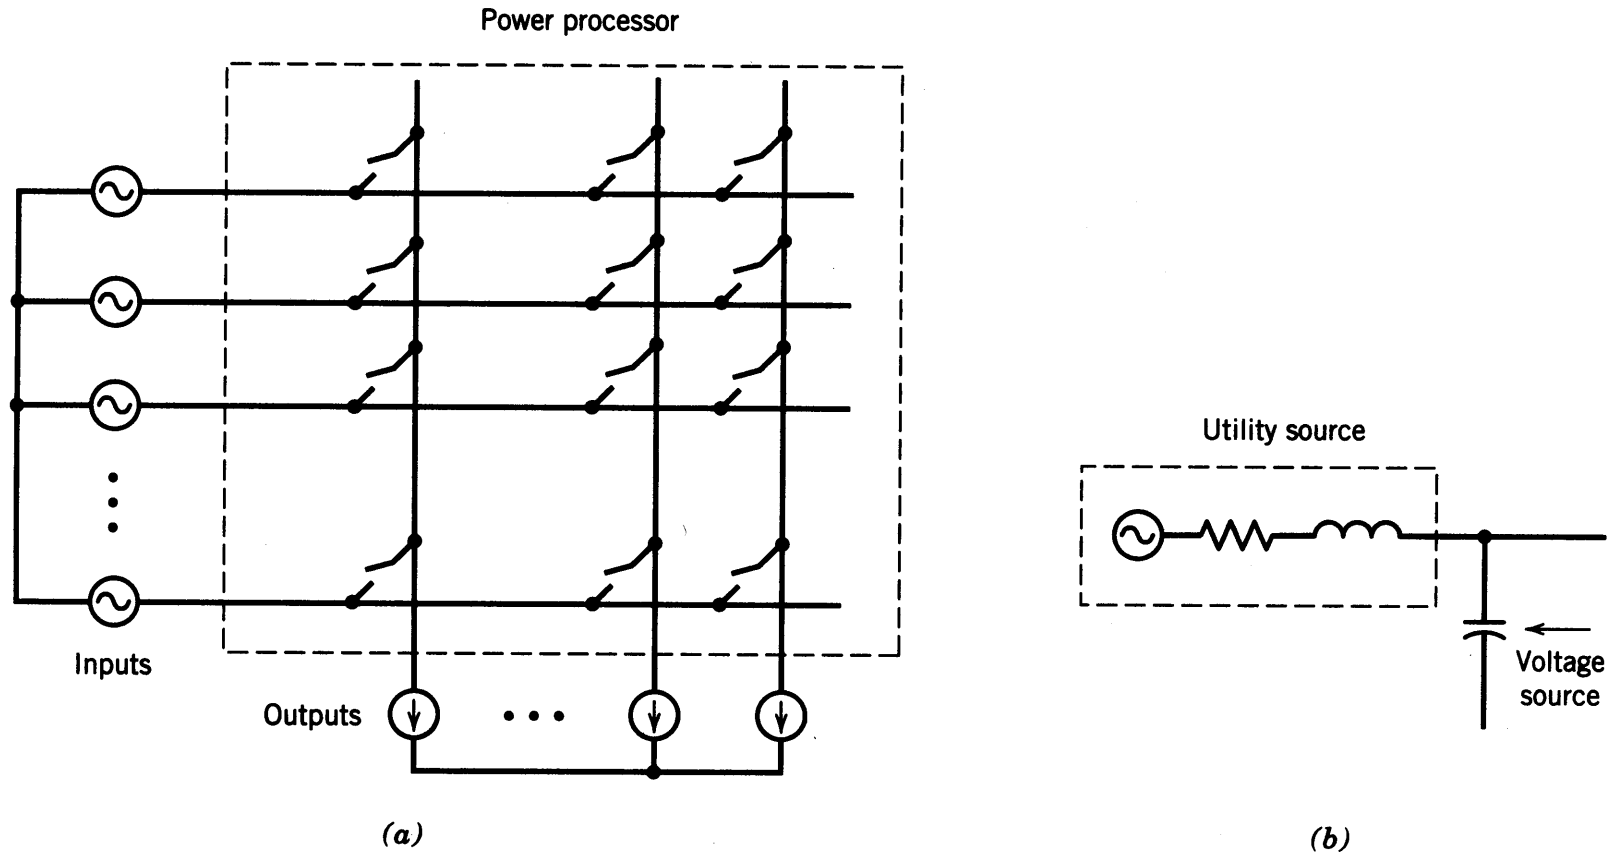 Power processor
Inputs
Outputs
(a)
Utility source
Voltage
source
(b)